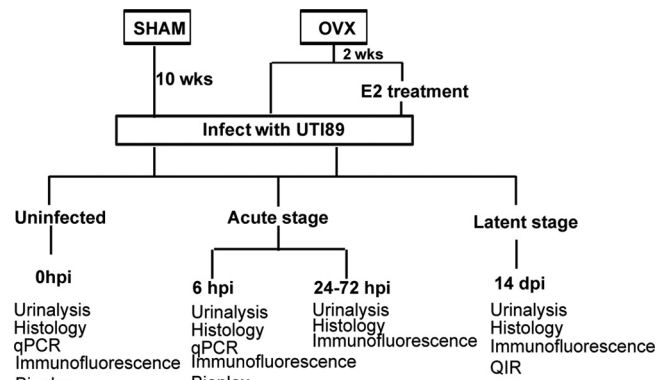 SHAM
OVX
2 wks
10 wks
E2 treatment
Infect with UTI89
Uninfected
Acute stage
Latent stage
0hpi
6 hpi
24-72 hpi
14 dpi
Urinalysis
Histology
qPCR
Immunofluorescence
Urinalysis
Histology
qPCR
Immunofluorescence
Urinalysis
Histology
Immunofluorescence
Urinalysis
Histology
Immunofluorescence
QIR